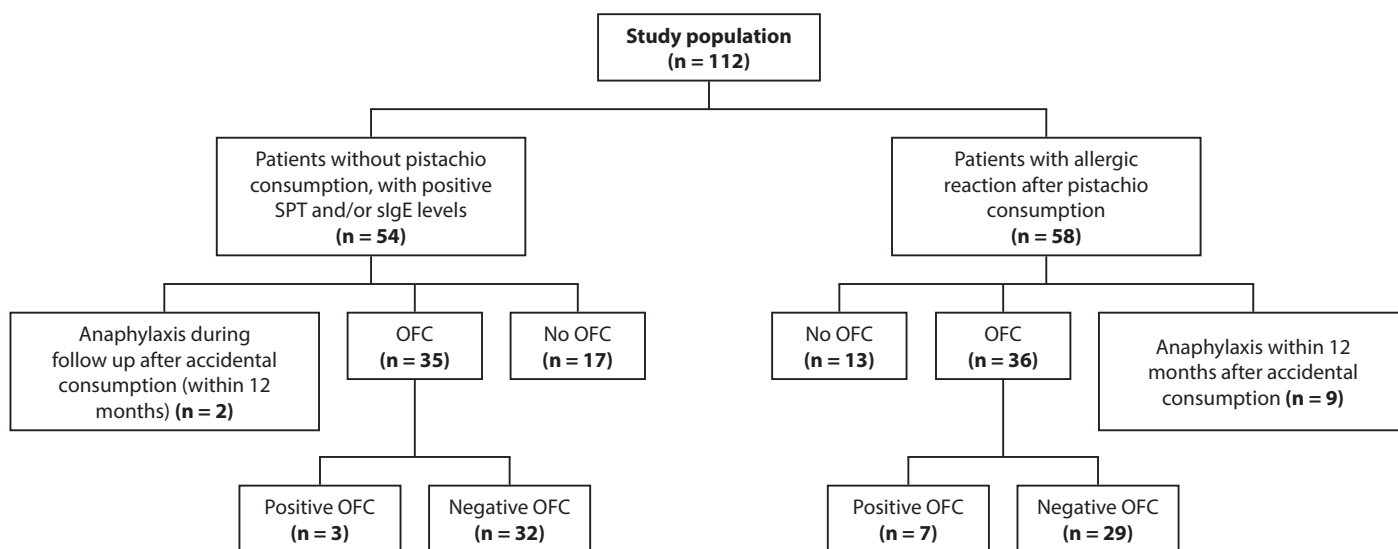 Study population
(n = 112)
Patients without pistachio
consumption, with positive
SPT and/or sIgE levels
(n = 54)
Patients with allergic
reaction after pistachio
consumption
(n = 58)
Anaphylaxis during
follow up after accidental
consumption (within 12
months) (n = 2)
OFC
(n = 35)
No OFC
(n = 17)
No OFC
(n = 13)
OFC
(n = 36)
Anaphylaxis within 12
months after accidental
consumption (n = 9)
Positive OFC
(n = 3)
Negative OFC
(n = 32)
Positive OFC
(n = 7)
Negative OFC
(n = 29)